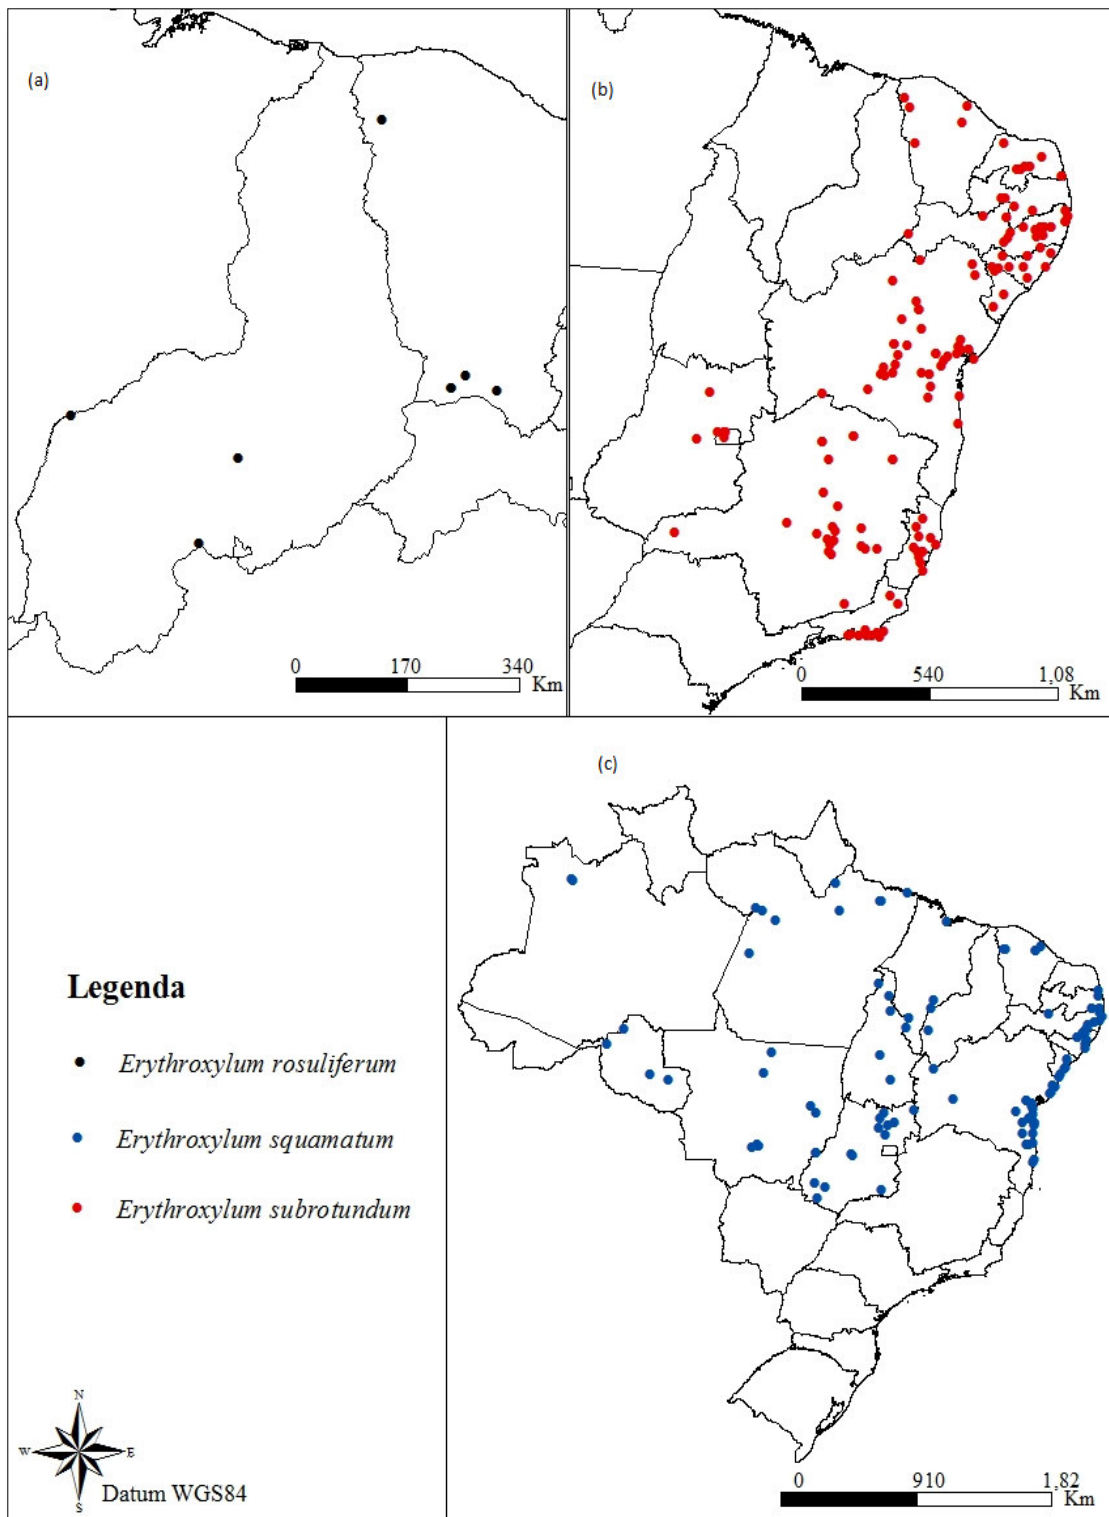 (a)
0 170 340 Km
(b)
0 540 1,08 Km
(c)
0 910 1,82 Km
Legenda
Erythroxylum rosuliferum
Erythroxylum squamatum
Erythroxylum subrotundum
N
W E
S
Datum WGS84